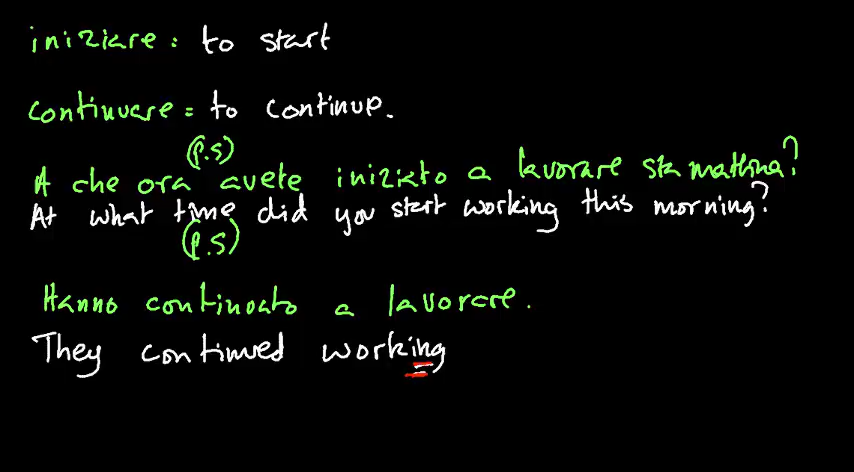 iniziare = to start
continuare = to continue.
(p.s)
A che ora avete iniziato a lavorare stamattina?
At what time did you start working this morning?
(p.s)
Hanno continuato a lavorare.
They continued working